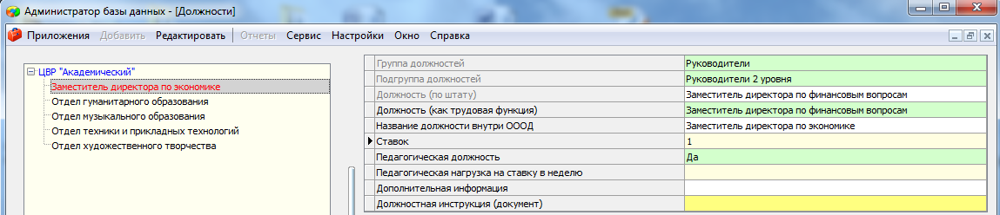 Администратор базы данных - [Должности]
Приложения Добавить Редактировать Отчеты Сервис Настройки Окно Справка
ЦВР "Академический"
Заместитель директора по экономике
Отдел гуманитарного образования
Отдел музыкального образования
Отдел техники и прикладных технологий
Отдел художественного творчества
Группа должностей Руководители
Подгруппа должностей Руководители 2 уровня
Должность (по штату) Заместитель директора по финансовым вопросам
Должность (как трудовая функция) Заместитель директора по финансовым вопросам
Название должности внутри ОООД Заместитель директора по экономике
Ставок 1
Педагогическая должность Да
Педагогическая нагрузка на ставку в неделю
Дополнительная информация
Должностная инструкция (документ)